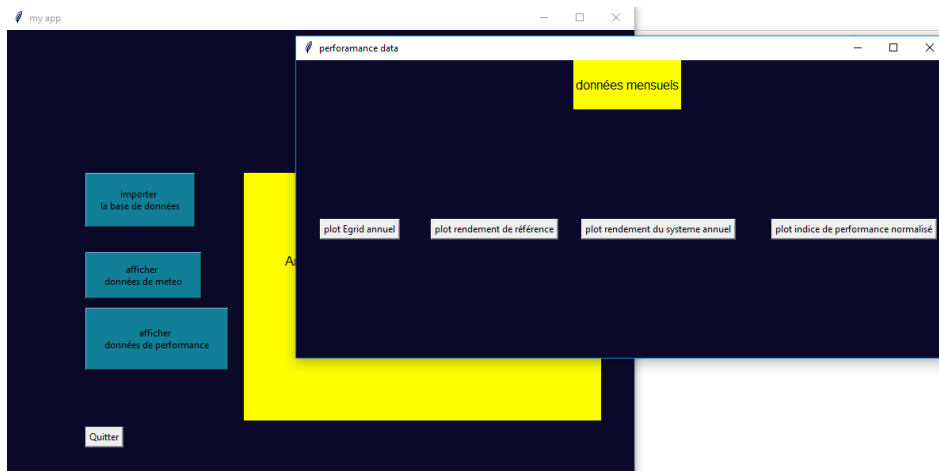 my app
perforamance data
données mensuels
importer
la base de données
plot Egrid annuel
plot rendement de référence
plot rendement du systeme annuel
plot indice de performance normalisé
afficher
données de meteo
afficher
données de performance
Quitter